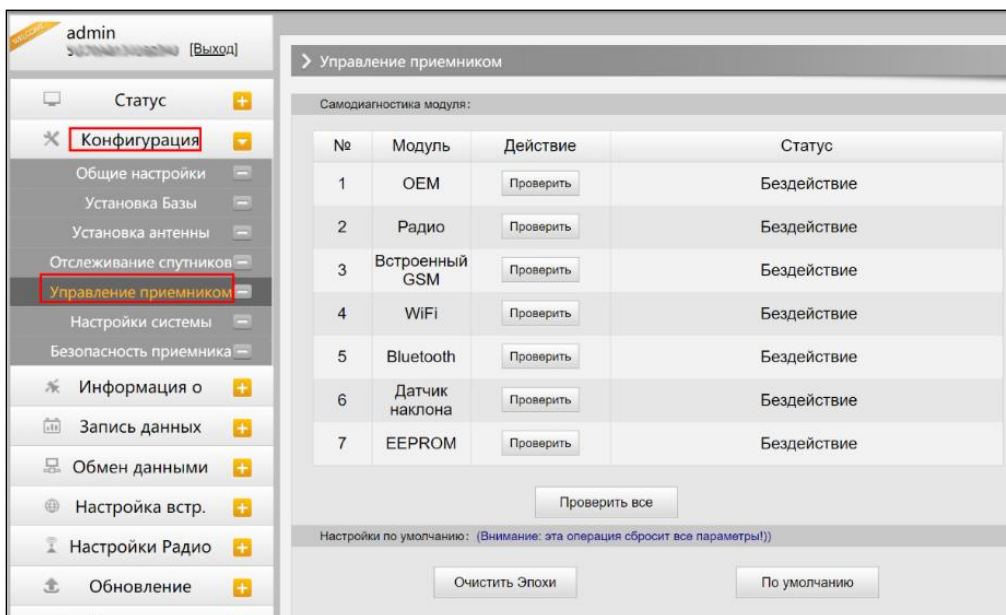 WELCOME
admin
[Выход]
Статус
Конфигурация
Общие настройки
Установка Базы
Установка антенны
Отслеживание спутников
Управление приемником
Настройки системы
Безопасность приемника
Информация о
Запись данных
Обмен данными
Настройка встр.
Настройки Радио
Обновление
Управление приемником
Самодиагностика модуля:
№ Модуль Действие Статус
1 OEM Проверить Бездействие
2 Радио Проверить Бездействие
3 Встроенный GSM Проверить Бездействие
4 WiFi Проверить Бездействие
5 Bluetooth Проверить Бездействие
6 Датчик наклона Проверить Бездействие
7 EEPROM Проверить Бездействие
Проверить все
Настройки по умолчанию: (Внимание: эта операция сбросит все параметры!))
Очистить Эпохи По умолчанию